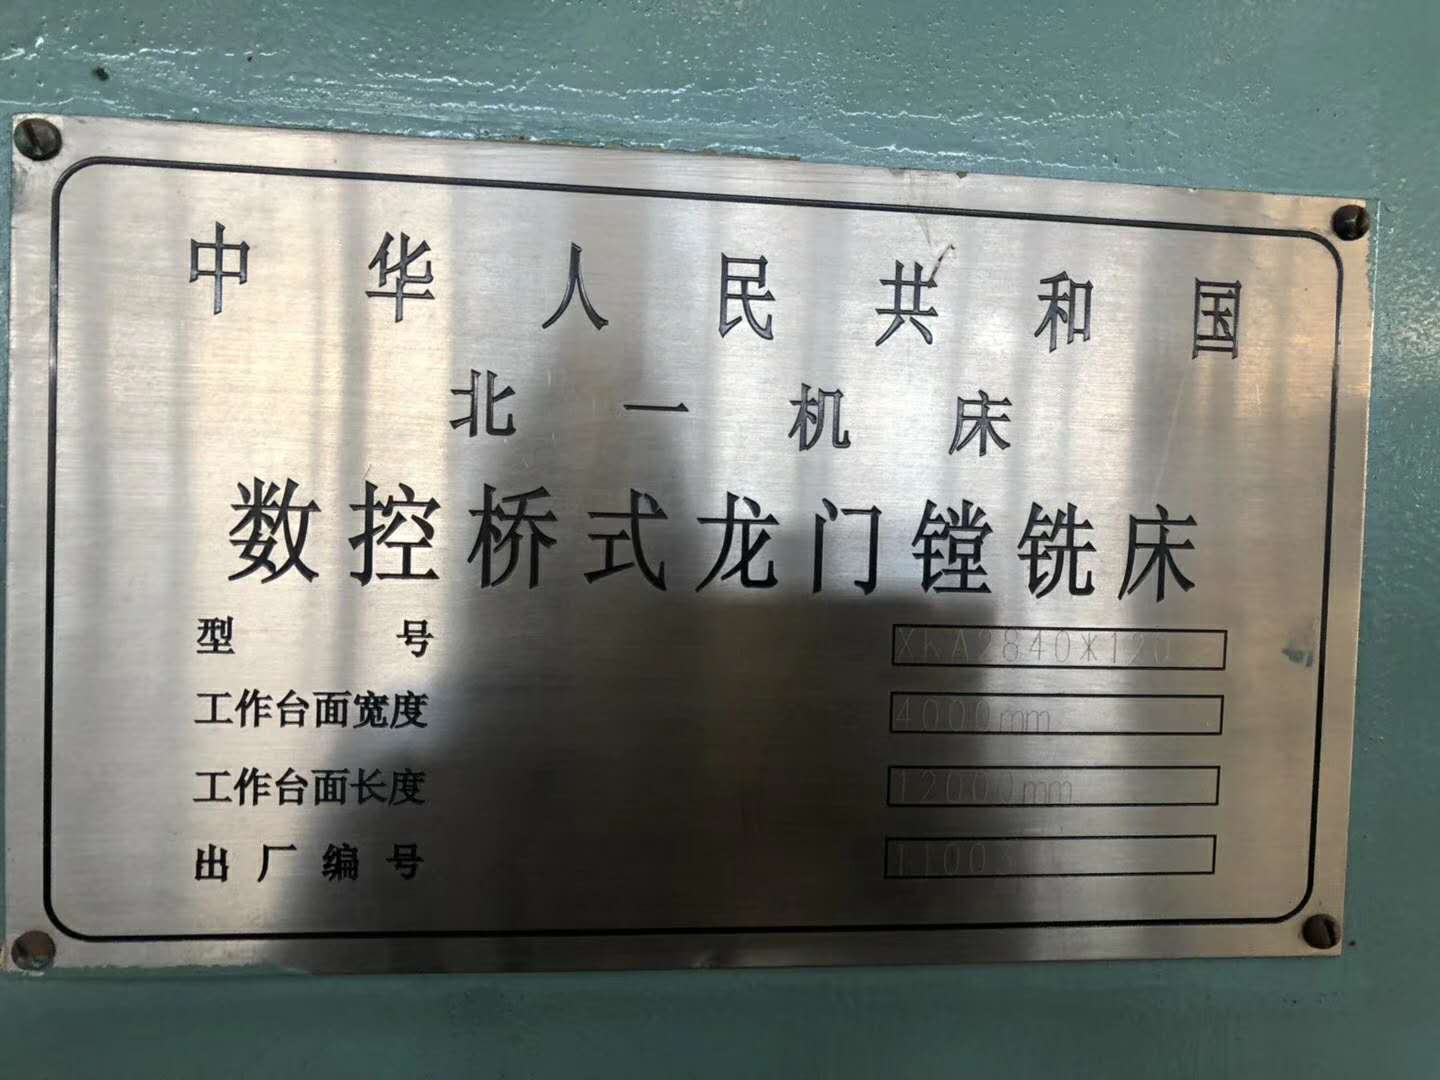 中华人民共和国
北一机床
数控桥式龙门镗铣床
型号 XKA2840*120
工作台面宽度 4000mm
工作台面长度 12000mm
出厂编号